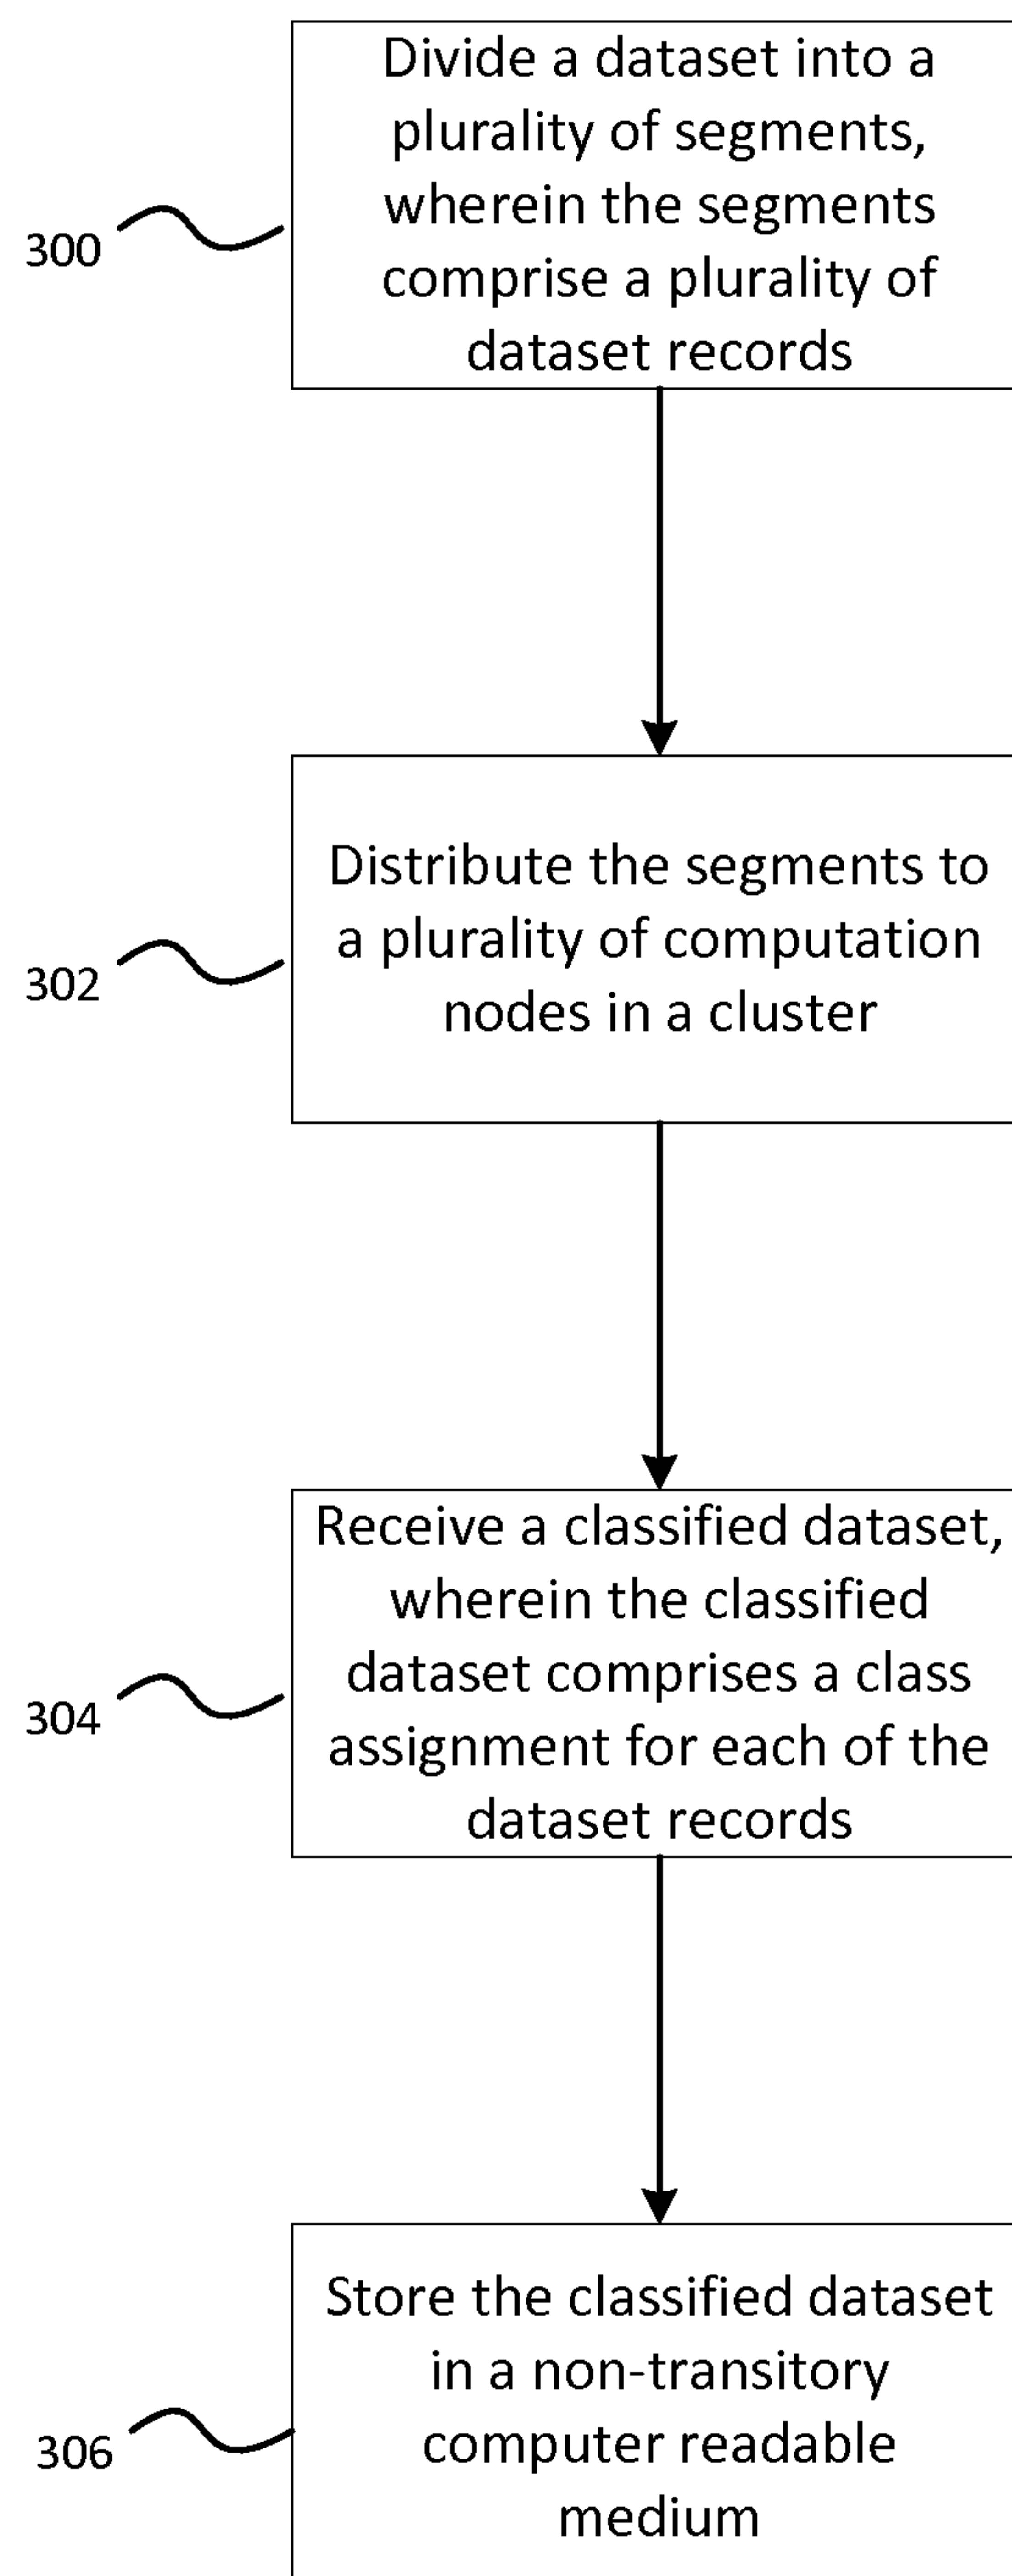 Divide a dataset into a
plurality of segments,
wherein the segments
comprise a plurality of
dataset records
300
Distribute the segments to
a plurality of computation
nodes in a cluster
302
Receive a classified dataset,
wherein the classified
dataset comprises a class
assignment for each of the
dataset records
304
Store the classified dataset
in a non-transitory
computer readable
medium
306